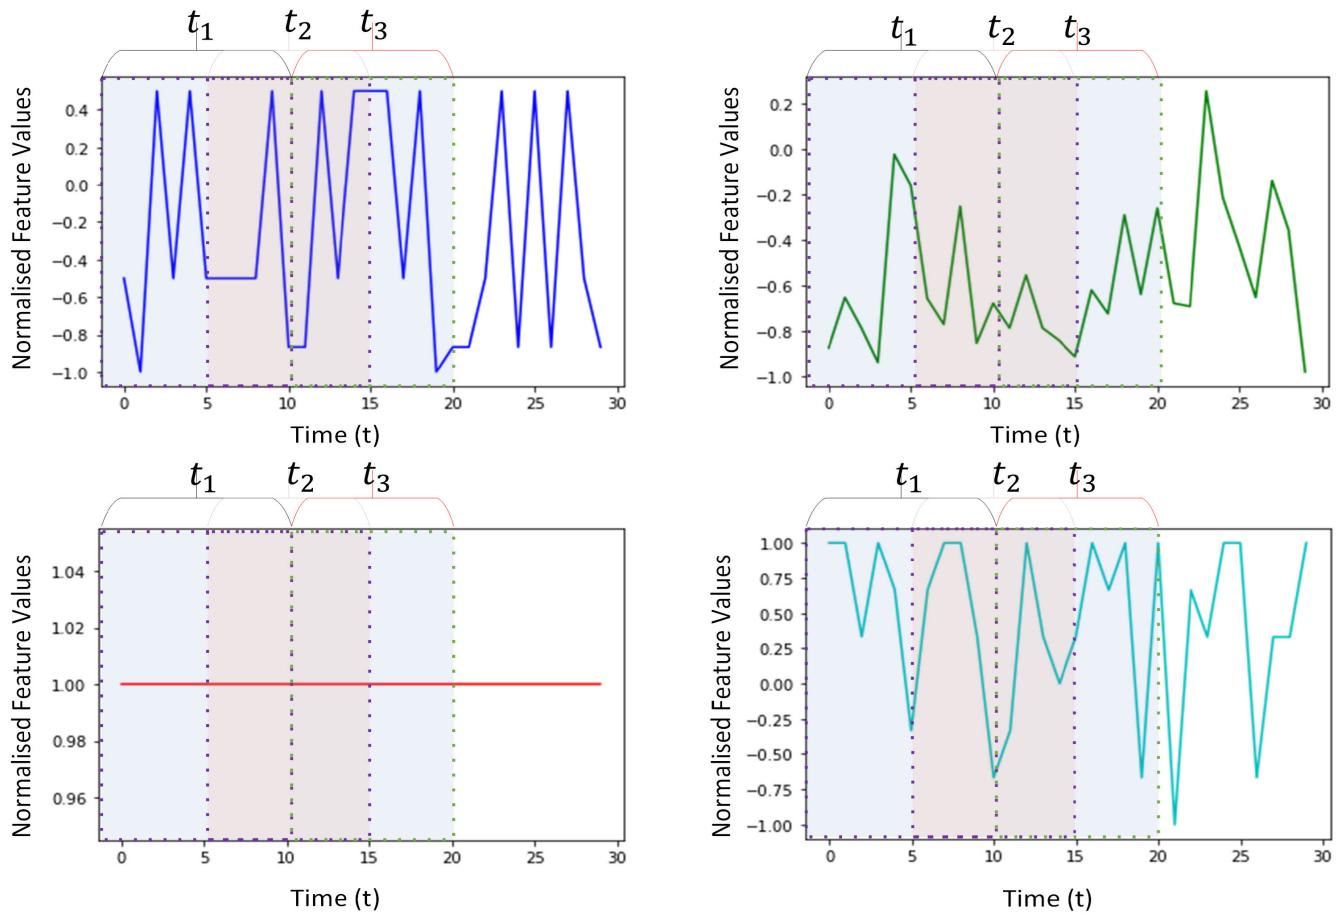 t1 t2 t3
Normalised Feature Values
0.4
0.2
0.0
−0.2
−0.4
−0.6
−0.8
−1.0
0 5 10 15 20 25 30
Time (t)
t1 t2 t3
Normalised Feature Values
0.2
0.0
−0.2
−0.4
−0.6
−0.8
−1.0
0 5 10 15 20 25 30
Time (t)
t1 t2 t3
Normalised Feature Values
1.04
1.02
1.00
0.98
0.96
0 5 10 15 20 25 30
Time (t)
t1 t2 t3
Normalised Feature Values
1.00
0.75
0.50
0.25
0.00
−0.25
−0.50
−0.75
−1.00
0 5 10 15 20 25 30
Time (t)